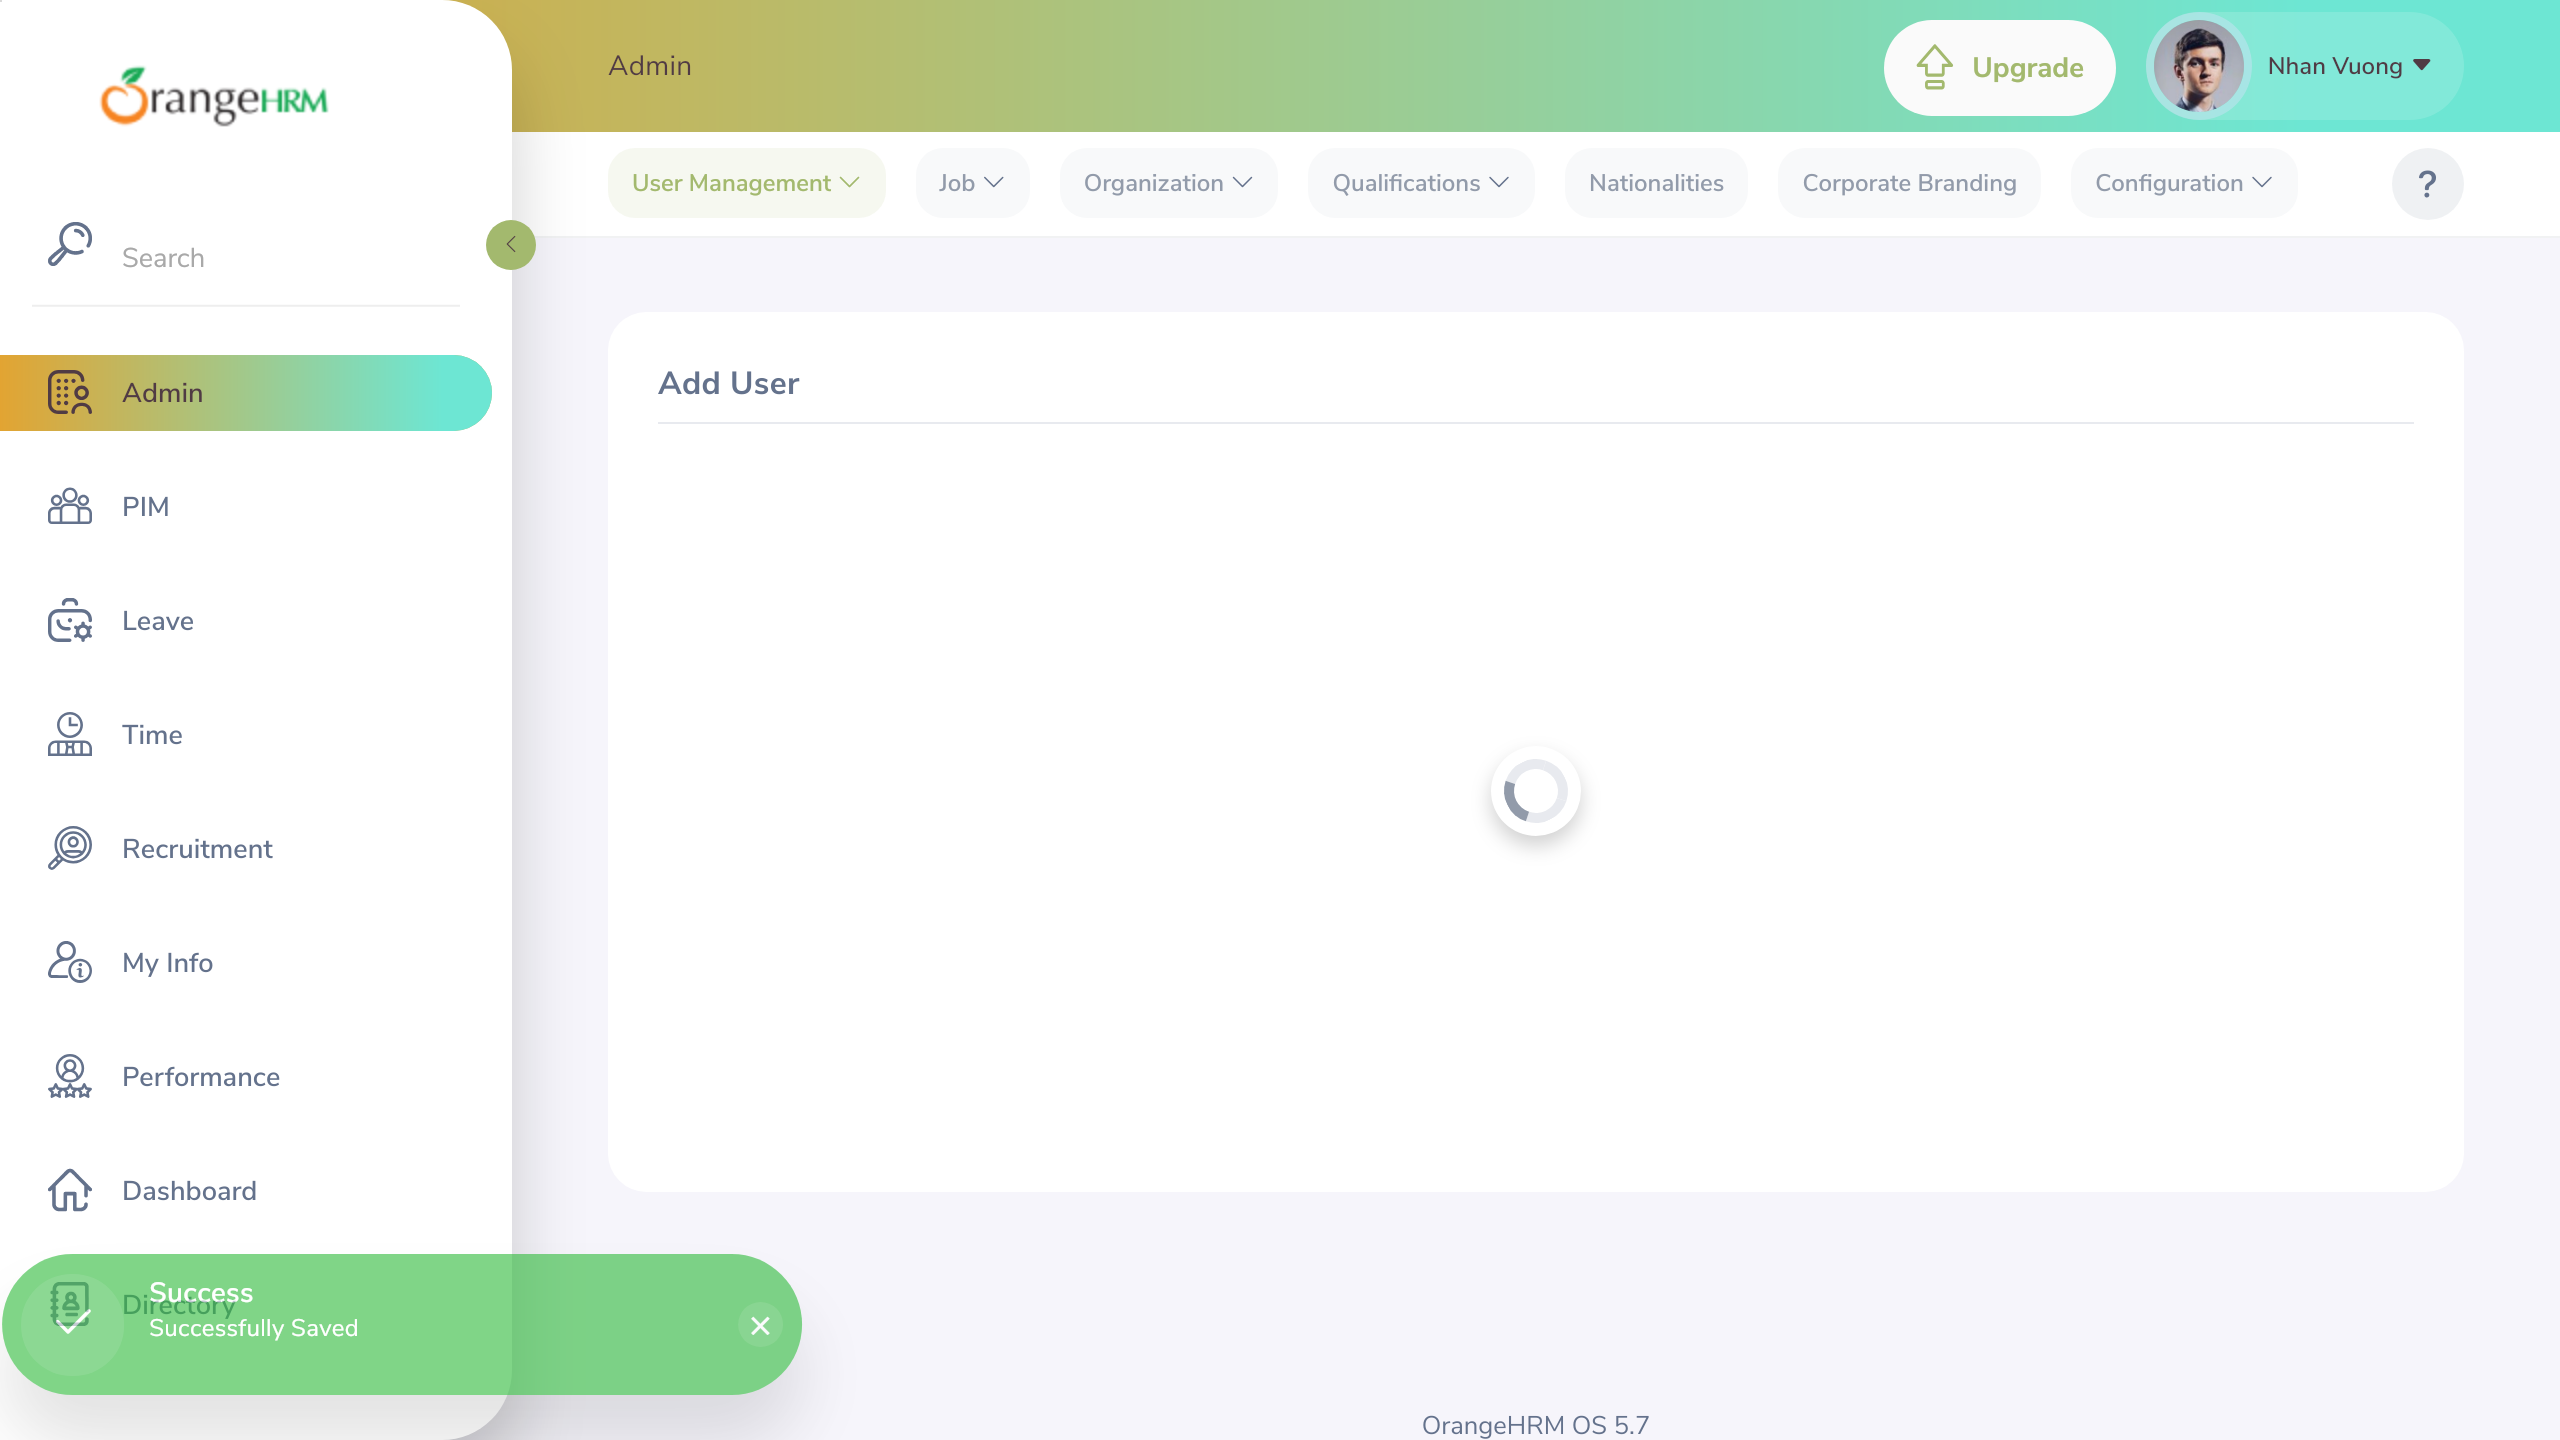 OrangeHRM
Admin
Upgrade
Nhan Vuong
User Management
Job
Organization
Qualifications
Nationalities
Corporate Branding
Configuration
?
Search
Admin
PIM
Leave
Time
Recruitment
My Info
Performance
Dashboard
Directory
Add User
Success
Successfully Saved
OrangeHRM OS 5.7